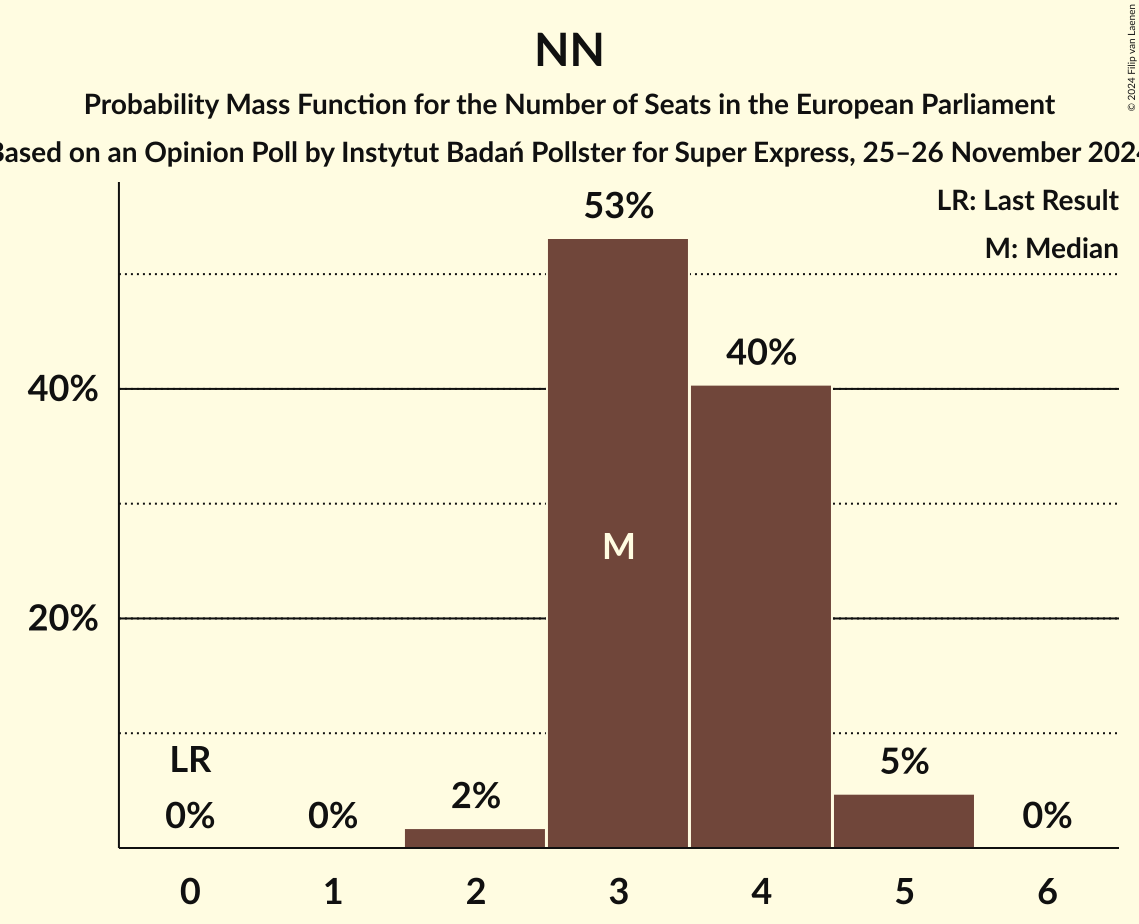 NN
Probability Mass Function for the Number of Seats in the European Parliament
Based on an Opinion Poll by Instytut Badań Pollster for Super Express, 25–26 November 2024
© 2024 Filip van Laenen
LR: Last Result
M: Median
53%
40%
40%
M
20%
LR
0%
0%
2%
5%
0%
0
1
2
3
4
5
6